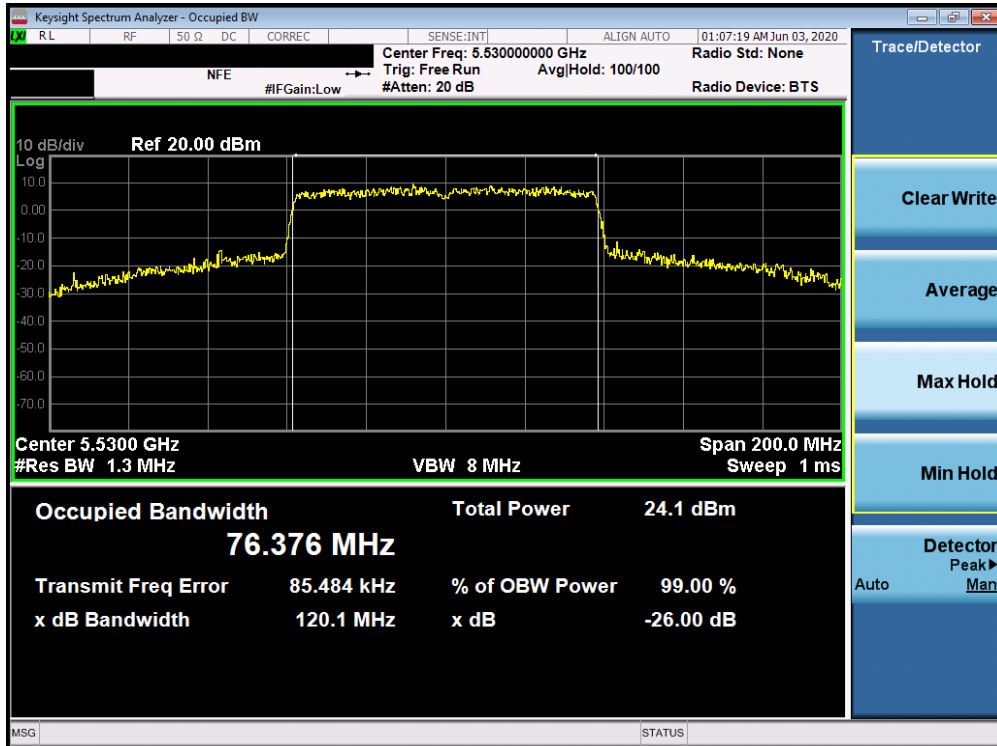 Keysight Spectrum Analyzer - Occupied BW
LXI RL RF 50 Ω DC CORREC SENSE:INT ALIGN AUTO 01:07:19 AM Jun 03, 2020
Center Freq: 5.530000000 GHz Radio Std: None
NFE Trig: Free Run Avg|Hold: 100/100
#IFGain:Low #Atten: 20 dB Radio Device: BTS
10 dB/div Ref 20.00 dBm
Log
10.0
0.00
-10.0
-20.0
-30.0
-40.0
-50.0
-60.0
-70.0
Center 5.5300 GHz Span 200.0 MHz
#Res BW 1.3 MHz VBW 8 MHz Sweep 1 ms
Occupied Bandwidth Total Power 24.1 dBm
76.376 MHz
Transmit Freq Error 85.484 kHz % of OBW Power 99.00 %
x dB Bandwidth 120.1 MHz x dB -26.00 dB
MSG STATUS
Trace/Detector
Clear Write
Average
Max Hold
Min Hold
Detector
Peak▶
Auto Man